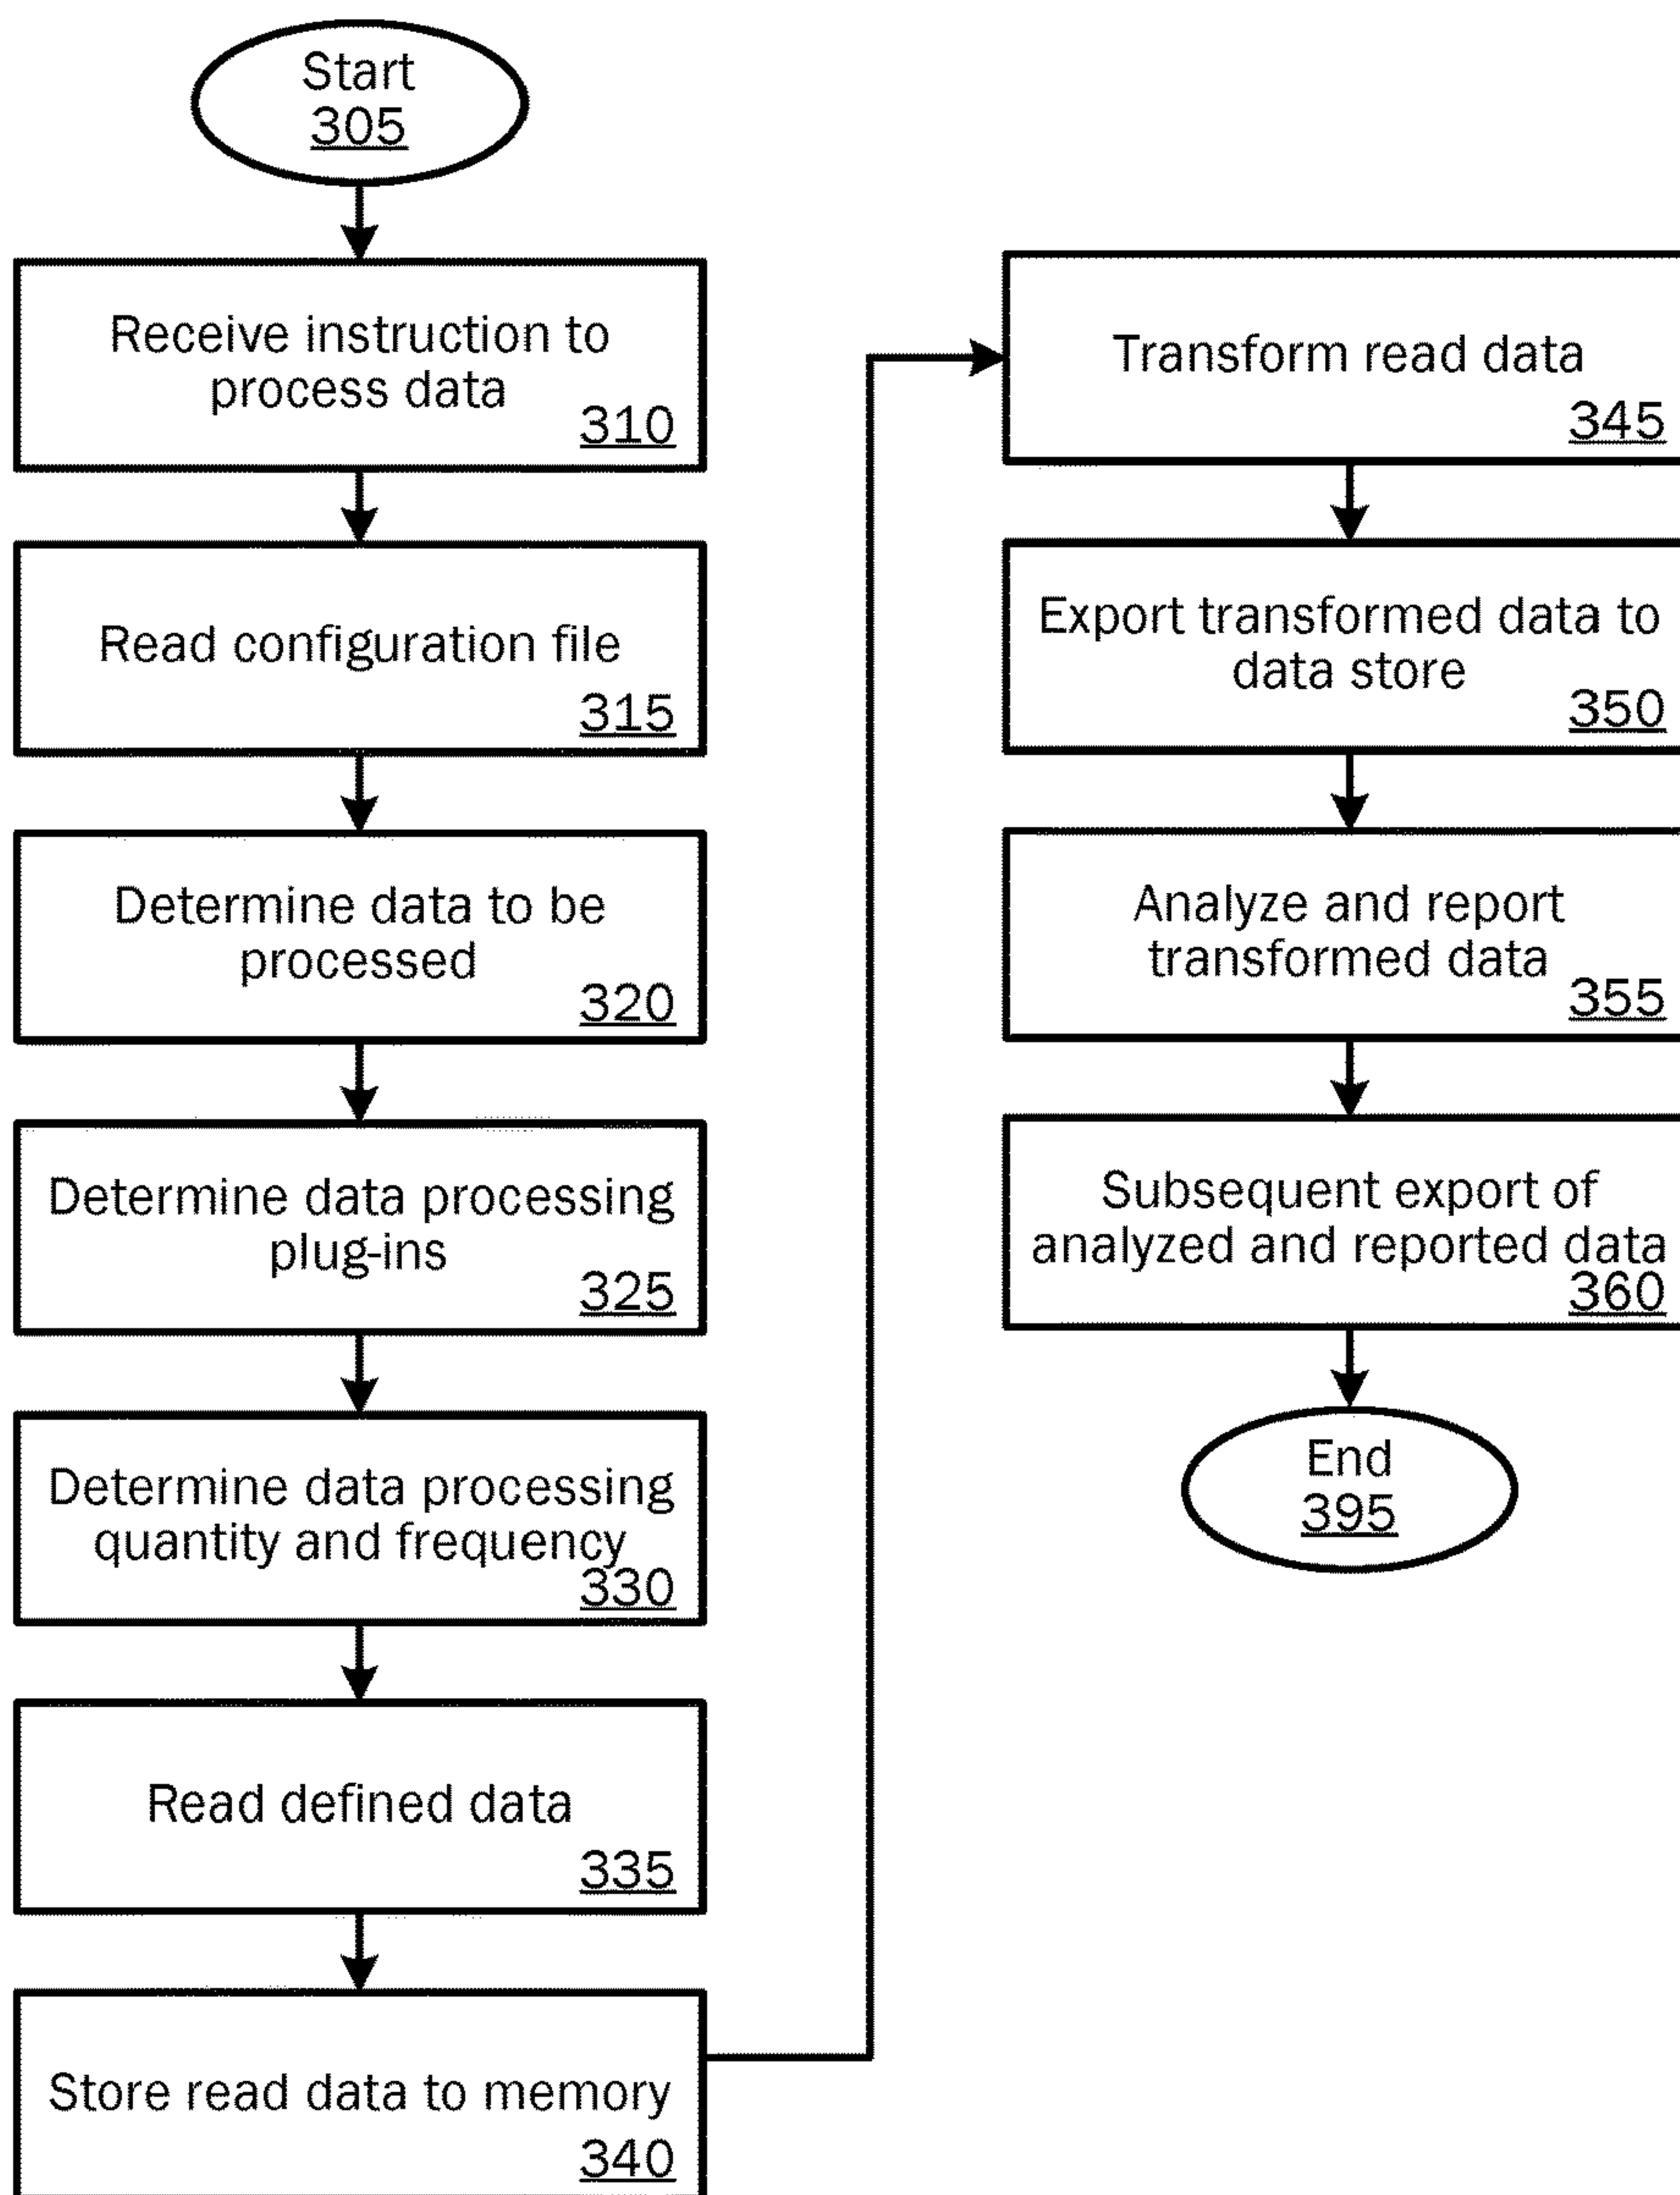 Start
305
Receive instruction to
process data
310
Read configuration file
315
Determine data to be
processed
320
Determine data processing
plug-ins
325
Determine data processing
quantity and frequency
330
Read defined data
335
Store read data to memory
340
Transform read data
345
Export transformed data to
data store
350
Analyze and report
transformed data
355
Subsequent export of
analyzed and reported data
360
End
395